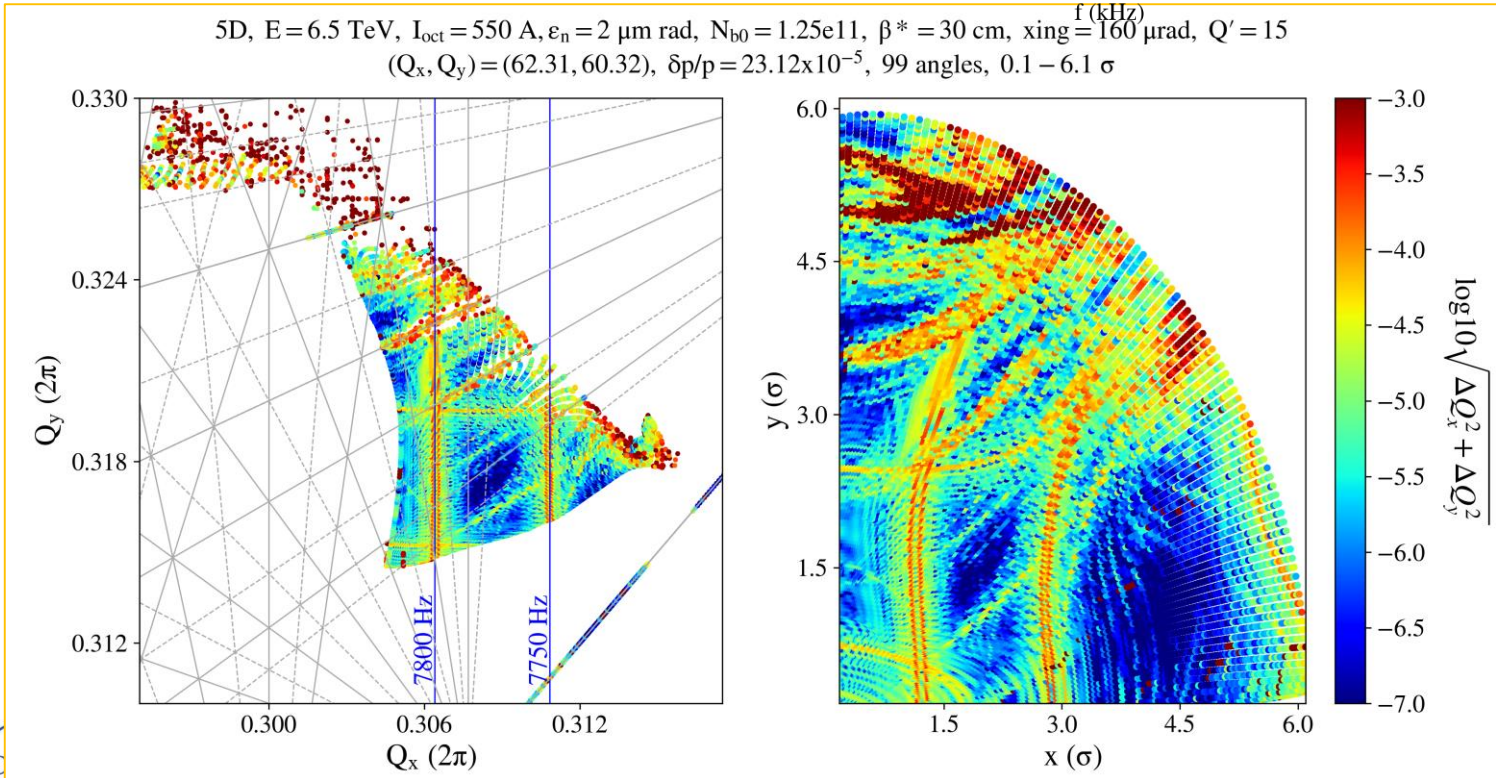 f (kHz)
5D, E = 6.5 TeV, I_oct = 550 A, ε_n = 2 μm rad, N_b0 = 1.25e11, β* = 30 cm, xing = 160 μrad, Q′ = 15
(Q_x, Q_y) = (62.31, 60.32), δp/p = 23.12x10⁻⁵, 99 angles, 0.1 − 6.1 σ
0.330
0.324
0.318
0.312
Q_y (2π)
7800 Hz
7750 Hz
0.300
0.306
0.312
Q_x (2π)
6.0
4.5
3.0
1.5
y (σ)
1.5
3.0
4.5
6.0
x (σ)
−3.0
−3.5
−4.0
−4.5
−5.0
−5.5
−6.0
−6.5
−7.0
log10√ΔQ_x² + ΔQ_y²